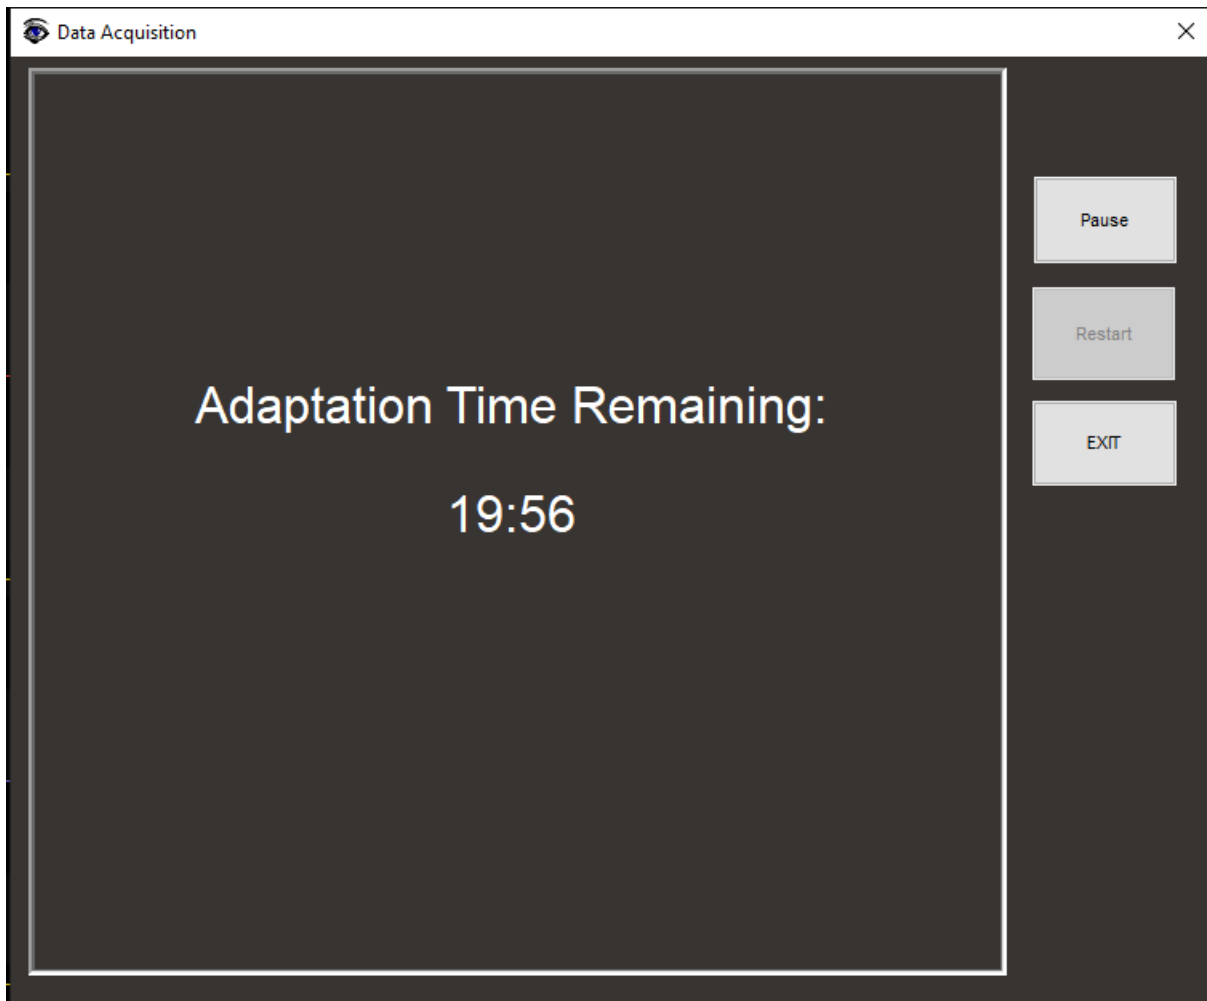 Data Acquisition
Pause
Restart
Adaptation Time Remaining:
EXIT
19:56